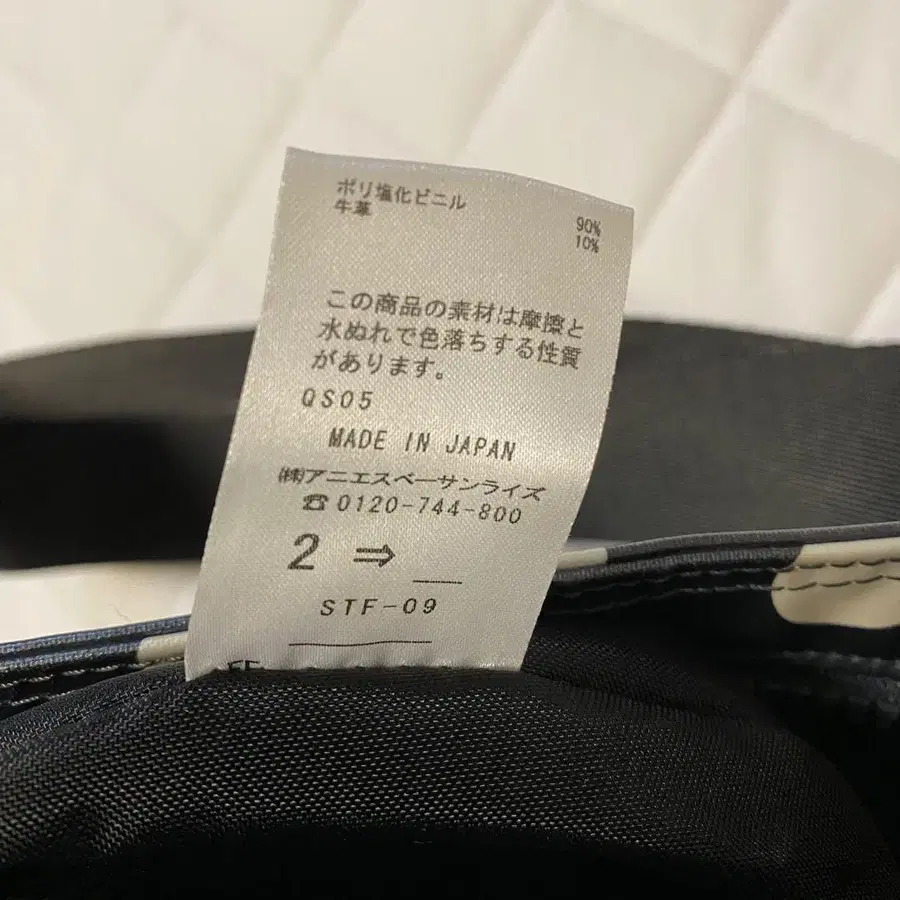 ポリ塩化ビニル 90%
牛革 10%
この商品の素材は摩擦と
水ぬれで色落ちする性質
があります。
QS05
MADE IN JAPAN
㈱アニエスベーサンライズ
☎0120-744-800
2 ⇒ __
STF-09